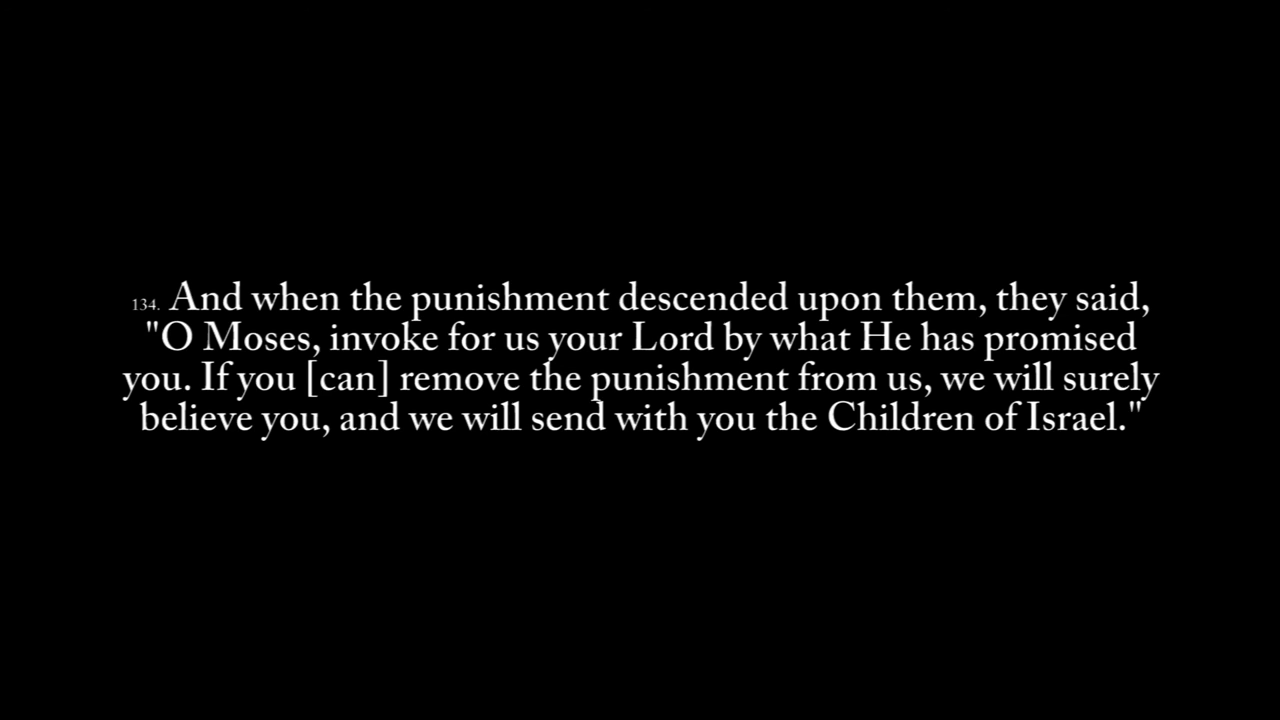 134. And when the punishment descended upon them, they said,
"O Moses, invoke for us your Lord by what He has promised
you. If you [can] remove the punishment from us, we will surely
believe you, and we will send with you the Children of Israel."